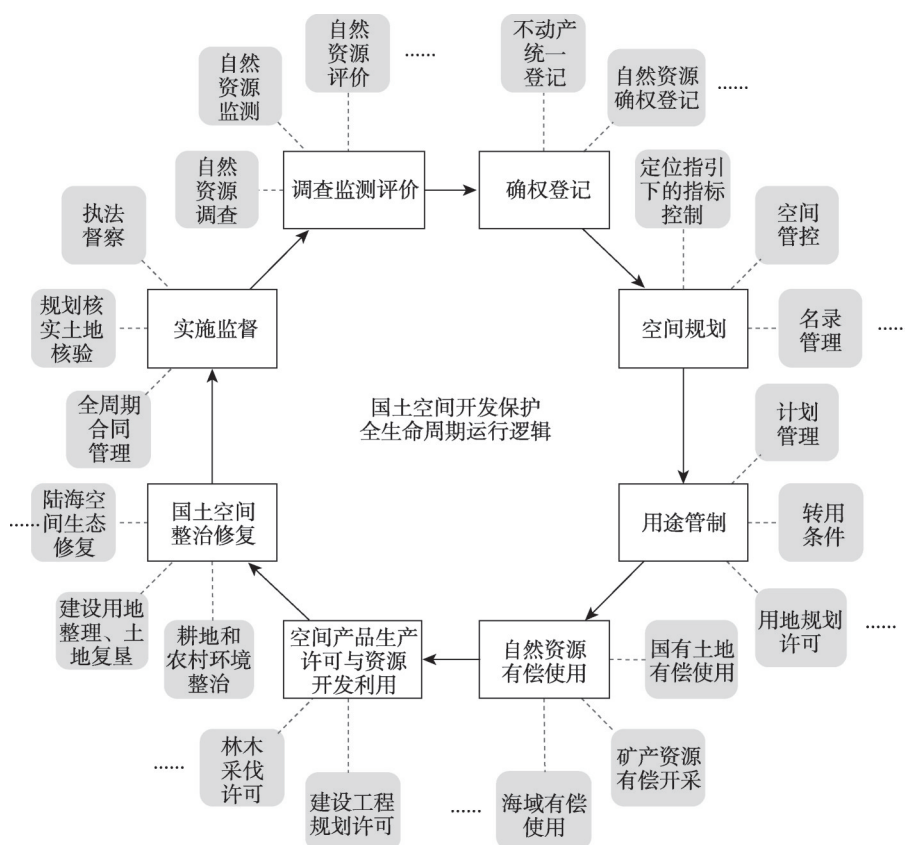 自然
资源
监测
自然
资源
评价
......
不动产
统一
登记
自然资源
确权登记
......
自然
资源
调查
调查监测评价
确权登记
定位指引
下的指标
控制
空间
管控
执法
督察
规划核
实土地
核验
实施监督
空间规划
名录
管理
......
全周期
合同
管理
国土空间开发保护
全生命周期运行逻辑
计划
管理
......
陆海空
间生态
修复
国土空间
整治修复
用途管制
转用
条件
建设用地
整理、土
地复垦
耕地和
农村环境
整治
空间产品生产
许可与资源
开发利用
自然资源
有偿使用
国有土地
有偿使用
用地规划
许可
......
......
林木
采伐
许可
建设工程
规划许可
......
海域有偿
使用
矿产资源
有偿开采